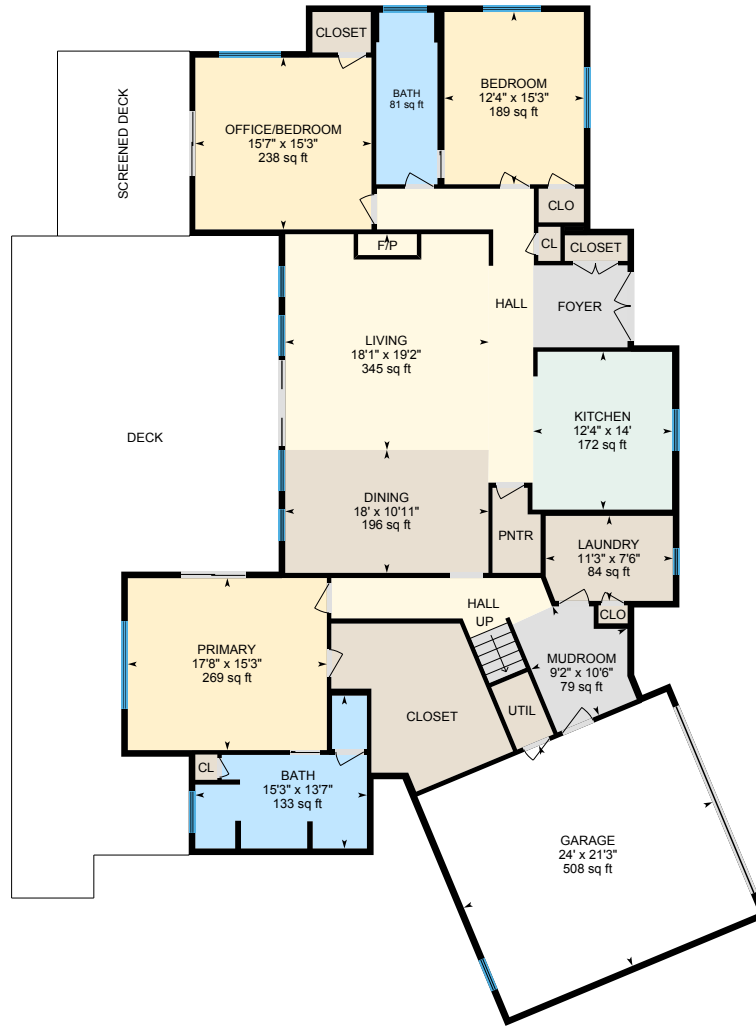 CLOSET
BATH
81 sq ft
BEDROOM
12'4" x 15'3"
189 sq ft
OFFICE/BEDROOM
15'7" x 15'3"
238 sq ft
SCREENED DECK
CLO
CL
CLOSET
F/P
HALL
FOYER
LIVING
18'1" x 19'2"
345 sq ft
DECK
KITCHEN
12'4" x 14'
172 sq ft
DINING
18' x 10'11"
196 sq ft
PNTR
LAUNDRY
11'3" x 7'6"
84 sq ft
HALL
UP
CLO
PRIMARY
17'8" x 15'3"
269 sq ft
MUDROOM
9'2" x 10'6"
79 sq ft
CLOSET
UTIL
CL
BATH
15'3" x 13'7"
133 sq ft
GARAGE
24' x 21'3"
508 sq ft